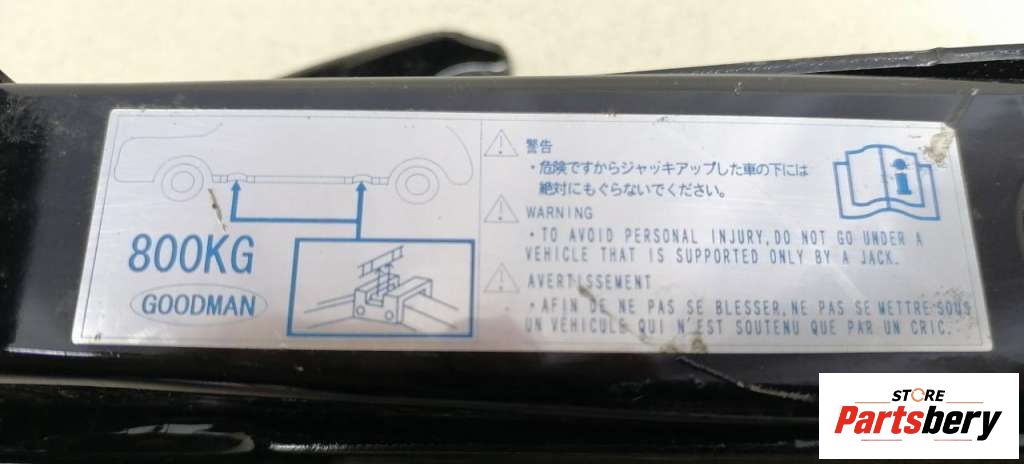 800KG
GOODMAN
警告
・危険ですからジャッキアップした車の下には
絶対にもぐらないでください。
WARNING
・TO AVOID PERSONAL INJURY, DO NOT GO UNDER A
VEHICLE THAT IS SUPPORTED ONLY BY A JACK.
AVERTISSEMENT
・AFIN DE NE PAS SE BLESSER, NE PAS SE METTRE SOUS
UN VÉHICULE QUI N'EST SOUTENU QUE PAR UN CRIC.
STORE
Partsbery